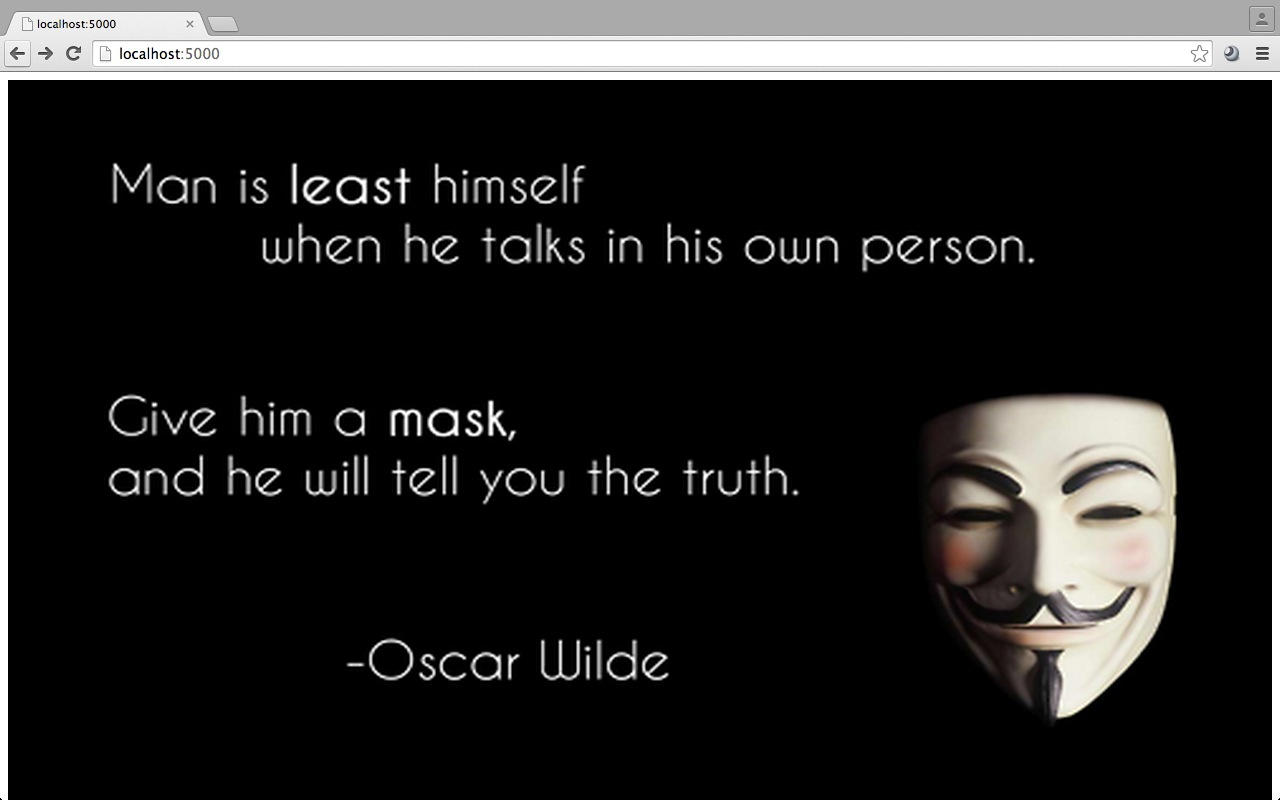 localhost:5000
localhost:5000
Man is least himself
when he talks in his own person.
Give him a mask,
and he will tell you the truth.
-Oscar Wilde